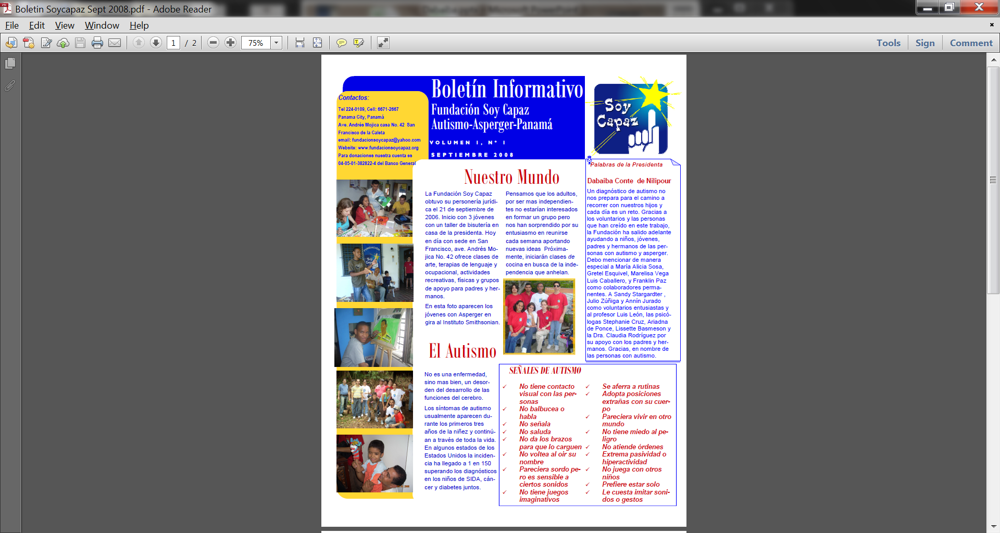 Boletin Soycapaz Sept 2008.pdf - Adobe Reader
File Edit View Window Help
1 / 2 75% Tools Sign Comment
Boletín Informativo
Fundación Soy Capaz
Autismo-Asperger-Panamá
VOLUMEN I, Nº I
SEPTIEMBRE 2008
Soy
Capaz
Contactos:
Tel 224-0109, Cell: 6671-2667
Panama City, Panamá
Ave. Andrés Mojica casa No. 42 San
Francisco de la Caleta
email: fundacionsoycapaz@yahoo.com
Website: www.fundacionsoycapaz.org
Para donaciones nuestra cuenta es
04-05-01-382822-4 del Banco General
Nuestro Mundo
La Fundación Soy Capaz
obtuvo su personería jurídi-
ca el 21 de septiembre de
2006. Inicio con 3 jóvenes
con un taller de bisutería en
casa de la presidenta. Hoy
en día con sede en San
Francisco, ave. Andrés Mo-
jica No. 42 ofrece clases de
arte, terapias de lenguaje y
ocupacional, actividades
recreativas, físicas y grupos
de apoyo para padres y her-
manos.
En esta foto aparecen los
jóvenes con Asperger en
gira al Instituto Smithsonian.
Pensamos que los adultos,
por ser mas independien-
tes no estarían interesados
en formar un grupo pero
nos han sorprendido por su
entusiasmo en reunirse
cada semana aportando
nuevas ideas Próxima-
mente, iniciarán clases de
cocina en busca de la inde-
pendencia que anhelan.
Palabras de la Presidenta
Dabaiba Conte de Nilipour
Un diagnóstico de autismo no
nos prepara para el camino a
recorrer con nuestros hijos y
cada día es un reto. Gracias a
los voluntarios y las personas
que han creído en este trabajo,
la Fundación ha salido adelante
ayudando a niños, jóvenes,
padres y hermanos de las per-
sonas con autismo y asperger.
Debo mencionar de manera
especial a María Alicia Sosa,
Gretel Esquivel, Marelisa Vega
Luis Caballero, y Franklin Paz
como colaboradores perma-
nentes. A Sandy Stargardter ,
Julio Zúñiga y Annín Jurado
como voluntarios entusiastas y
al profesor Luis León, las psicó-
logas Stephanie Cruz, Ariadna
de Ponce, Lissette Basmeson y
la Dra. Claudia Rodríguez por
su apoyo con los padres y her-
manos. Gracias, en nombre de
las personas con autismo.
El Autismo
No es una enfermedad,
sino mas bien, un desor-
den del desarrollo de las
funciones del cerebro.
Los síntomas de autismo
usualmente aparecen du-
rante los primeros tres
años de la niñez y continú-
an a través de toda la vida.
En algunos estados de los
Estados Unidos la inciden-
cia ha llegado a 1 en 150
superando los diagnósticos
en los niños de SIDA, cán-
cer y diabetes juntos.
SEÑALES DE AUTISMO
✓ No tiene contacto
visual con las per-
sonas
✓ No balbucea o
habla
✓ No señala
✓ No saluda
✓ No da los brazos
para que lo carguen
✓ No voltea al oir su
nombre
✓ Pareciera sordo pe-
ro es sensible a
ciertos sonidos
✓ No tiene juegos
imaginativos
✓ Se aferra a rutinas
✓ Adopta posiciones
extrañas con su cuer-
po
✓ Pareciera vivir en otro
mundo
✓ No tiene miedo al pe-
ligro
✓ No atiende órdenes
✓ Extrema pasividad o
hiperactividad
✓ No juega con otros
niños
✓ Prefiere estar solo
✓ Le cuesta imitar soni-
dos o gestos